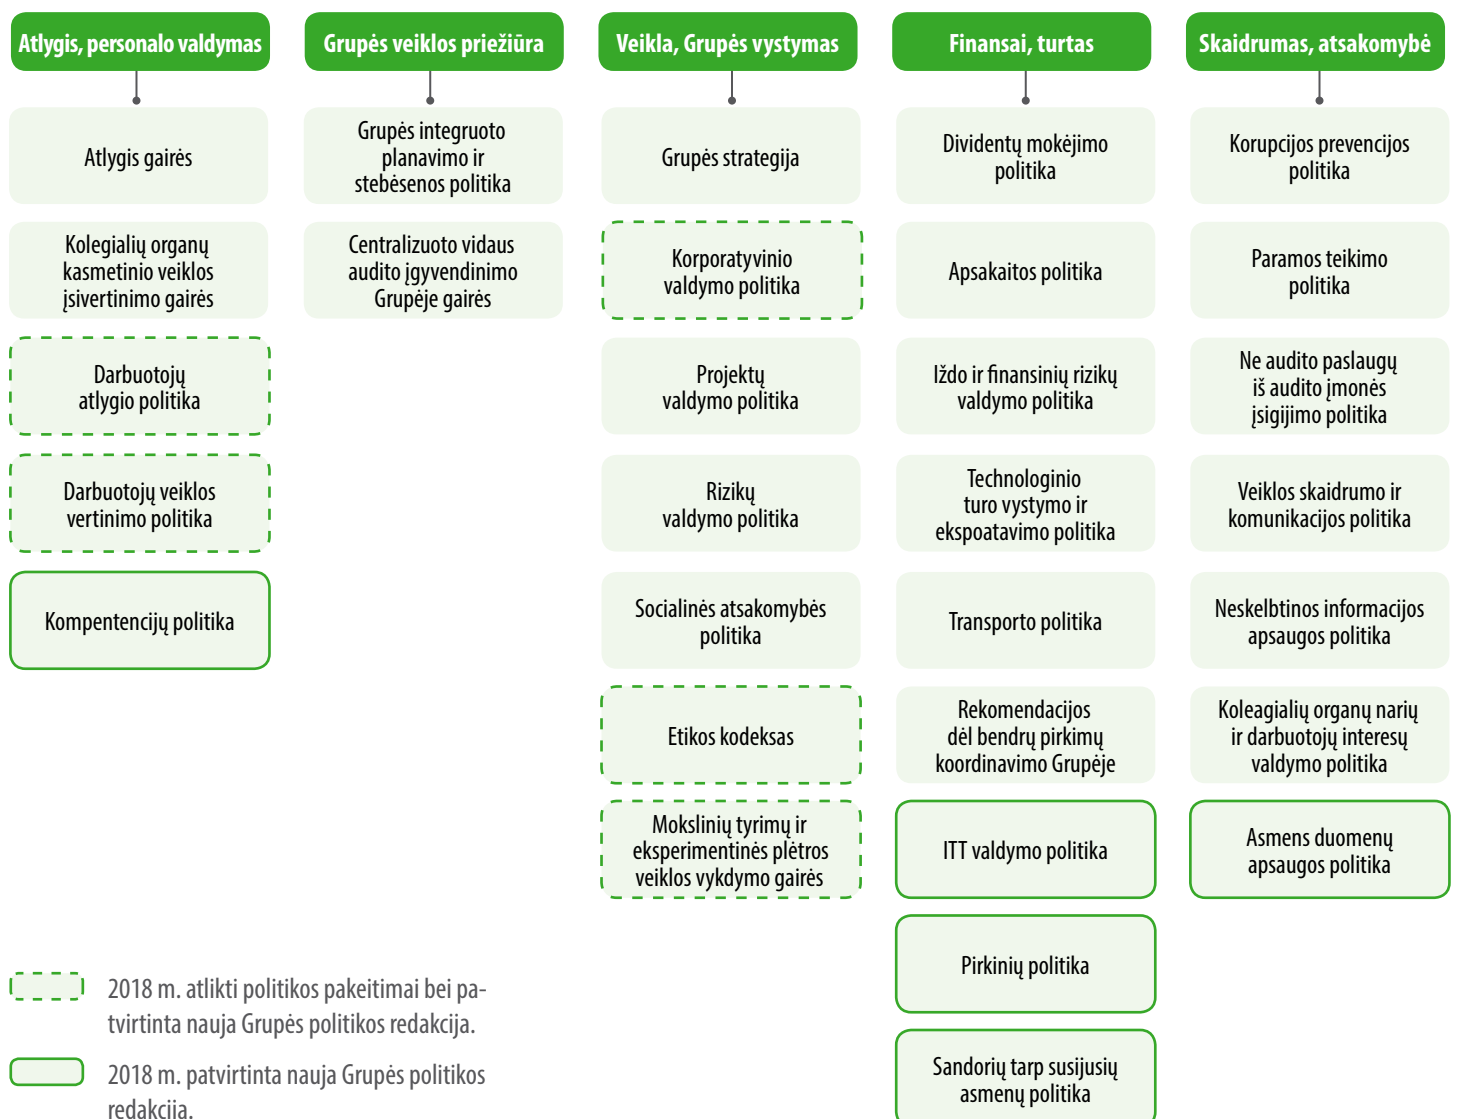 Atlygis, personalo valdymas
Atlygis gairės
Kolegialių organų
kasmetinio veiklos
įsivertinimo gairės
Darbuotojų
atlygio politika
Darbuotojų veiklos
vertinimo politika
Kompentencijų politika
Grupės veiklos priežiūra
Grupės integruoto
planavimo ir
stebėsenos politika
Centralizuoto vidaus
audito įgyvendinimo
Grupėje gairės
Veikla, Grupės vystymas
Grupės strategija
Korporatyvinio
valdymo politika
Projektų
valdymo politika
Rizikų
valdymo politika
Socialinės atsakomybės
politika
Etikos kodeksas
Mokslinių tyrimų ir
eksperimentinės plėtros
veiklos vykdymo gairės
Finansai, turtas
Dividentų mokėjimo
politika
Apsakaitos politika
Iždo ir finansinių rizikų
valdymo politika
Technologinio
turo vystymo ir
ekspoatavimo politika
Transporto politika
Rekomendacijos
dėl bendrų pirkimų
koordinavimo Grupėje
ITT valdymo politika
Pirkinių politika
Sandorių tarp susijusių
asmenų politika
Skaidrumas, atsakomybė
Korupcijos prevencijos
politika
Paramos teikimo
politika
Ne audito paslaugų
iš audito įmonės
įsigijimo politika
Veiklos skaidrumo ir
komunikacijos politika
Neskelbtinos informacijos
apsaugos politika
Koleagialių organų narių
ir darbuotojų interesų
valdymo politika
Asmens duomenų
apsaugos politika
2018 m. atlikti politikos pakeitimai bei pa-
tvirtinta nauja Grupės politikos redakcija.
2018 m. patvirtinta nauja Grupės politikos
redakcija.